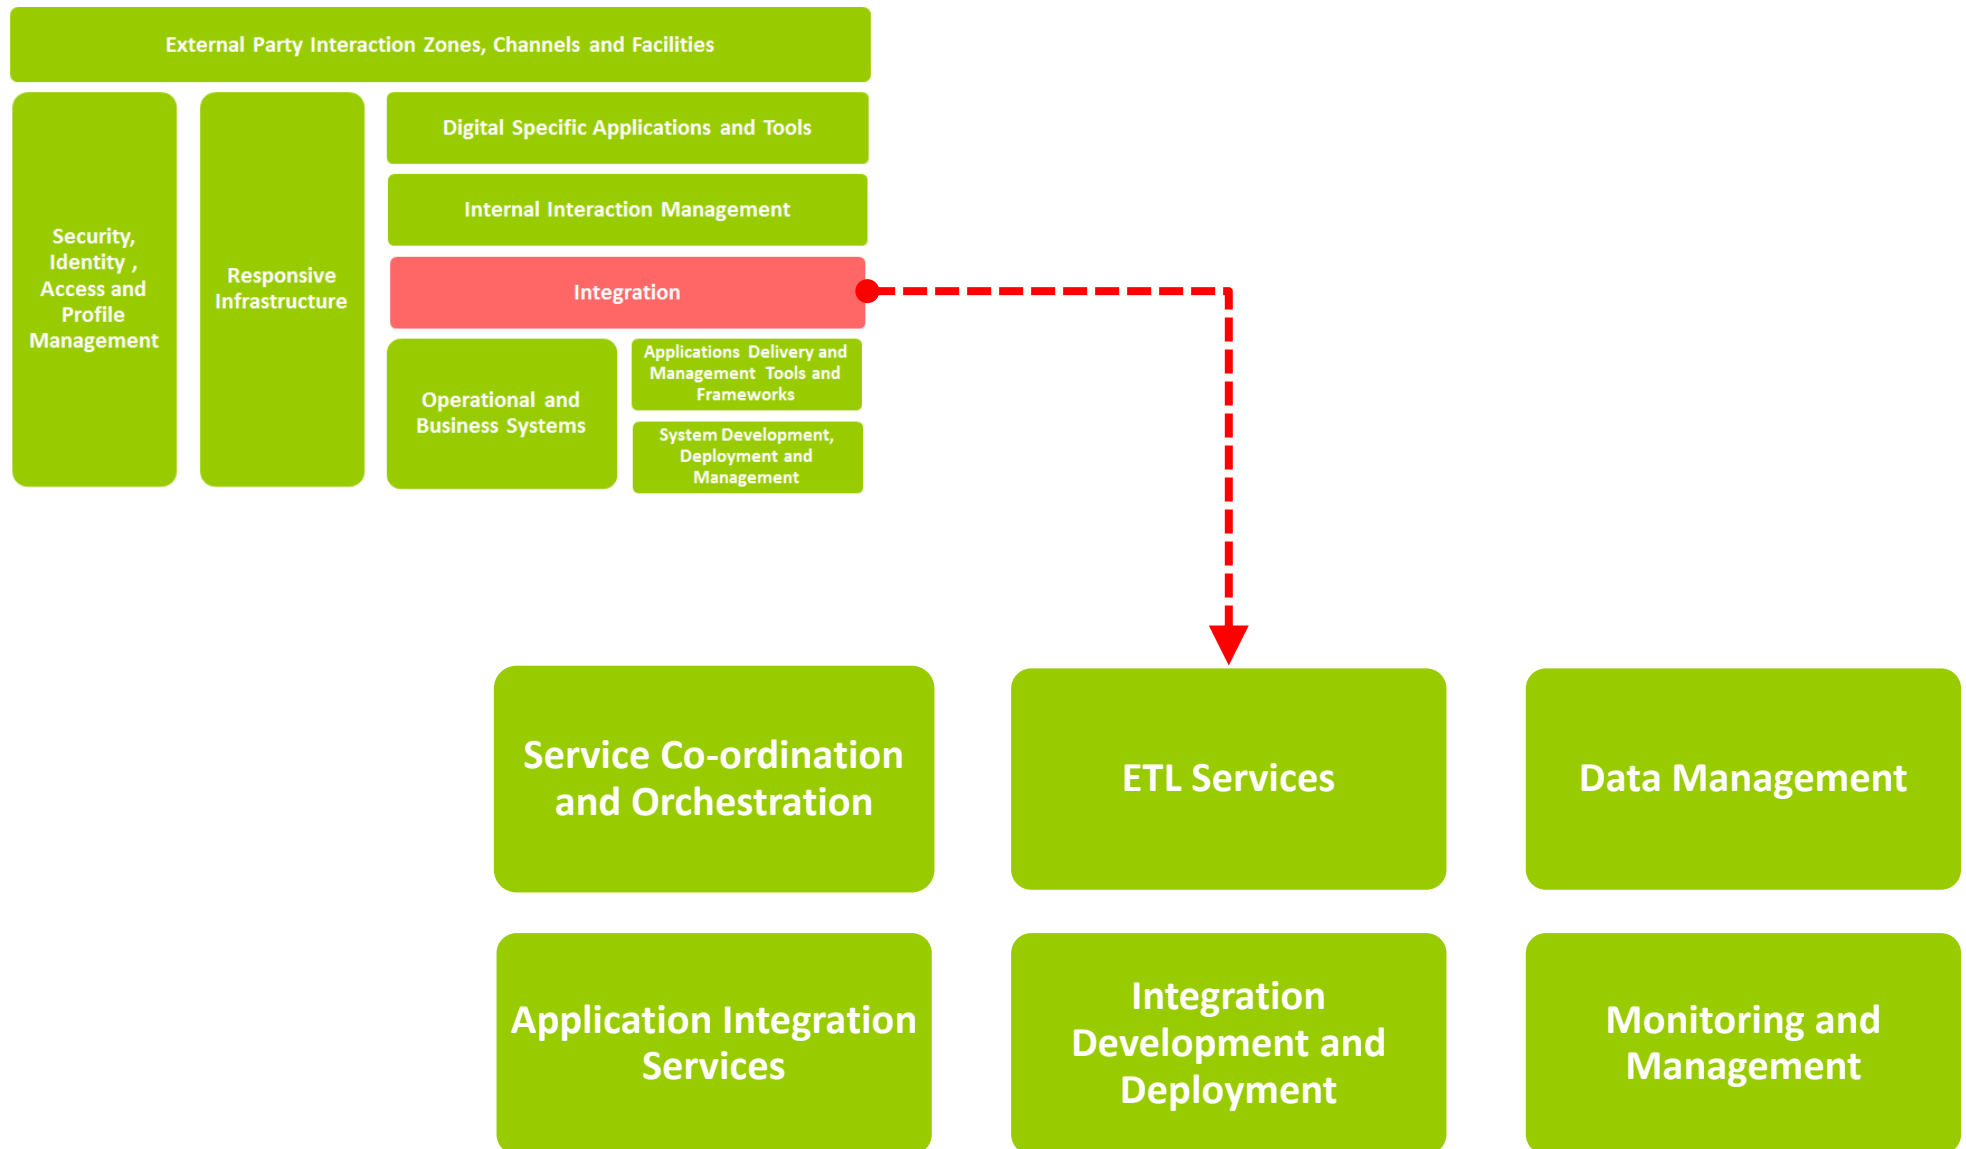 External Party Interaction Zones, Channels and Facilities
Security,
Identity ,
Access and
Profile
Management
Responsive
Infrastructure
Digital Specific Applications and Tools
Internal Interaction Management
Integration
Operational and
Business Systems
Applications Delivery and
Management Tools and
Frameworks
System Development,
Deployment and
Management
Service Co-ordination
and Orchestration
ETL Services
Data Management
Application Integration
Services
Integration
Development and
Deployment
Monitoring and
Management